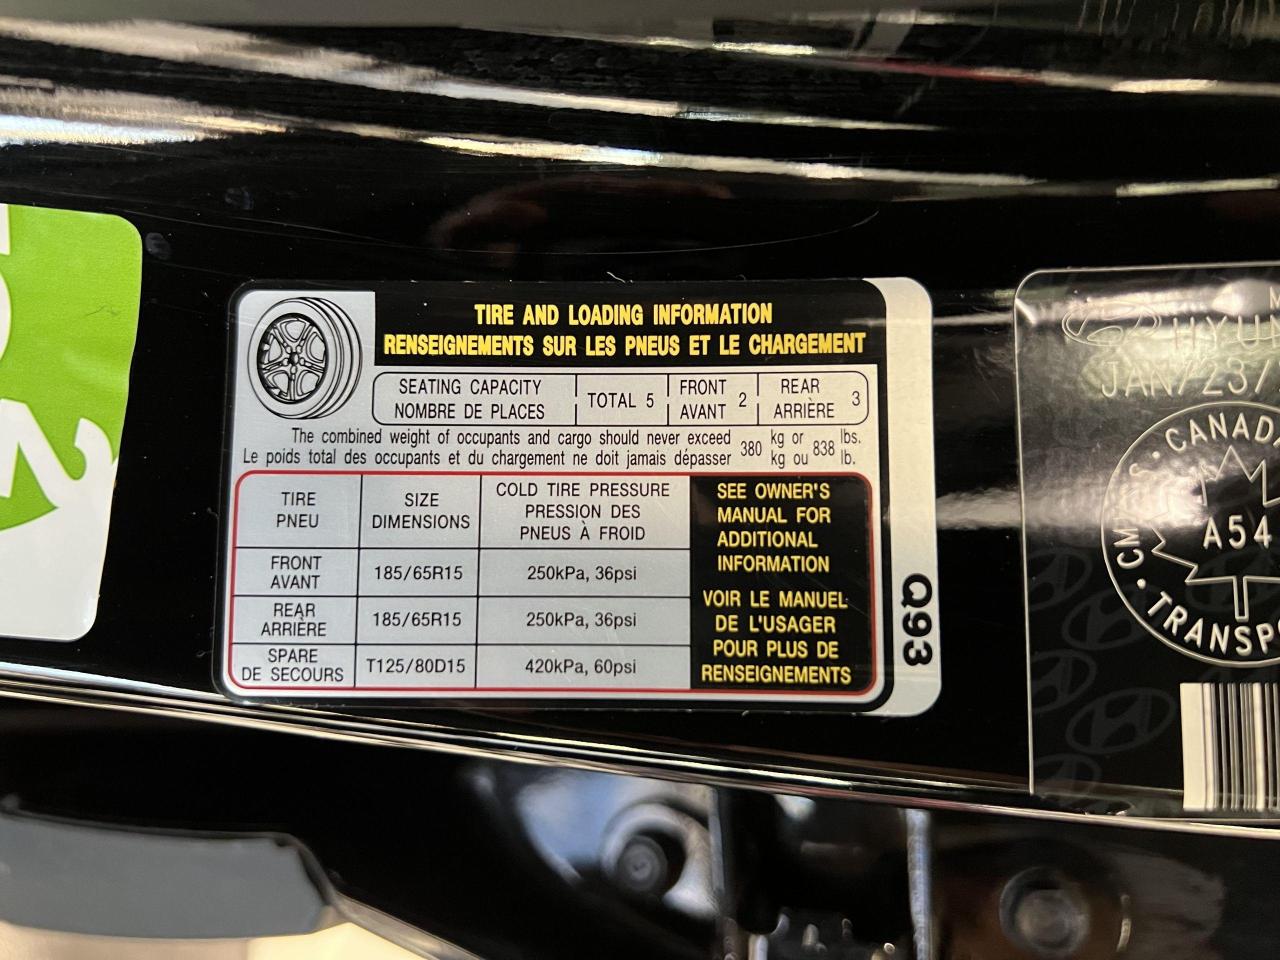 TIRE AND LOADING INFORMATION
RENSEIGNEMENTS SUR LES PNEUS ET LE CHARGEMENT
SEATING CAPACITY
NOMBRE DE PLACES
TOTAL 5
FRONT
AVANT 2
REAR
ARRIÈRE 3
The combined weight of occupants and cargo should never exceed 380 kg or 838 lbs.
Le poids total des occupants et du chargement ne doit jamais dépasser 380 kg ou 838 lb.
TIRE
PNEU
SIZE
DIMENSIONS
COLD TIRE PRESSURE
PRESSION DES
PNEUS À FROID
FRONT
AVANT
185/65R15
250kPa, 36psi
REAR
ARRIÈRE
185/65R15
250kPa, 36psi
SPARE
DE SECOURS
T125/80D15
420kPa, 60psi
SEE OWNER'S
MANUAL FOR
ADDITIONAL
INFORMATION
VOIR LE MANUEL
DE L'USAGER
POUR PLUS DE
RENSEIGNEMENTS
Q93
HYUN
JAN/23/
CANAD
A54
TRANSP